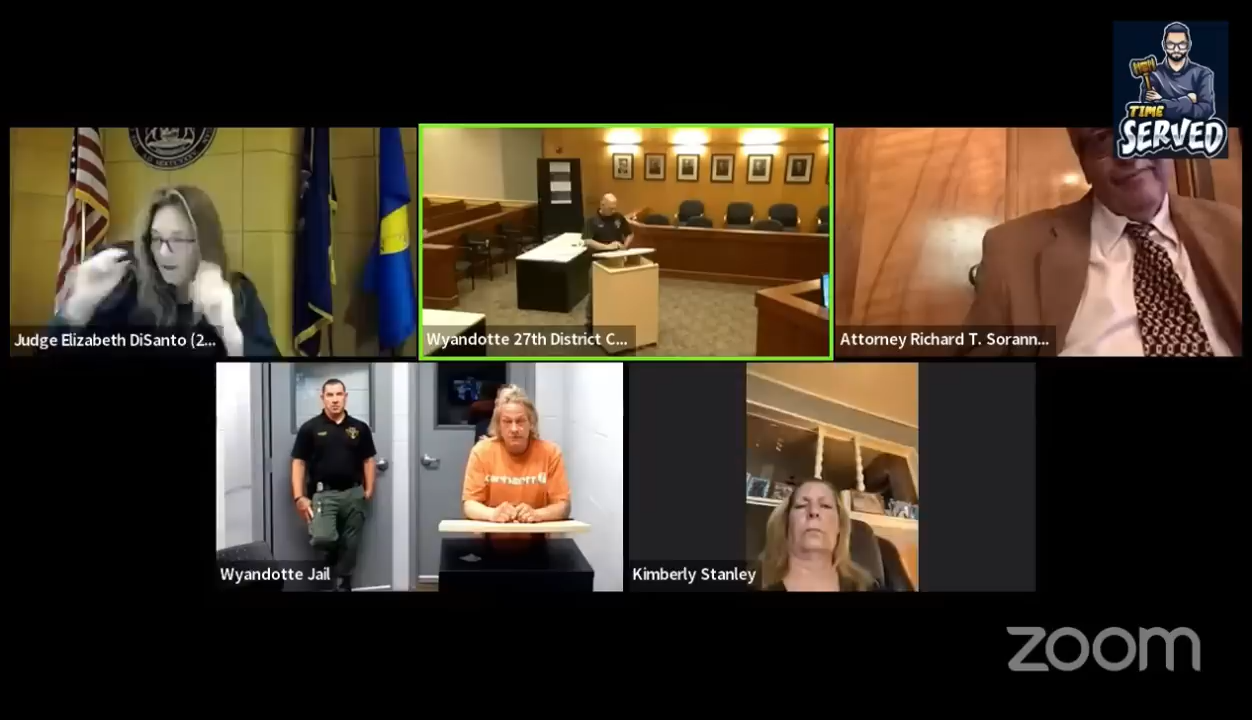 TIME
SERVED
Judge Elizabeth DiSanto (2...
Wyandotte 27th District C...
Attorney Richard T. Sorann...
carhartt
Wyandotte Jail
Kimberly Stanley
zoom